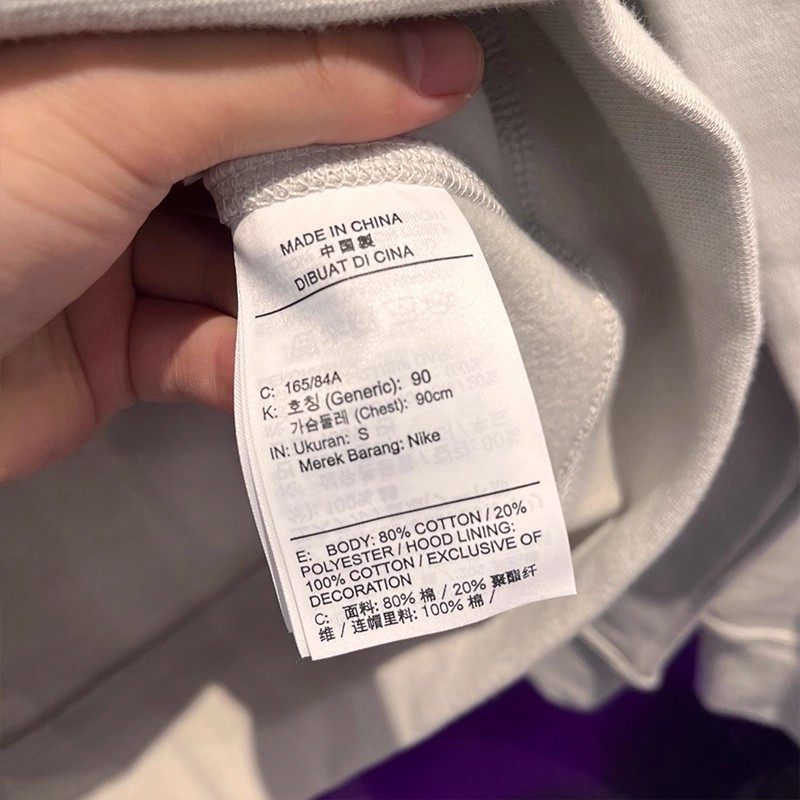 MADE IN CHINA
中国製
DIBUAT DI CINA
C: 165/84A
K: 호칭 (Generic): 90
가슴둘레 (Chest): 90cm
IN: Ukuran: S
Merek Barang: Nike
E: BODY: 80% COTTON / 20%
POLYESTER / HOOD LINING:
100% COTTON / EXCLUSIVE OF
DECORATION
C: 面料: 80% 棉 / 20% 聚酯纤
维 / 连帽里料: 100% 棉 /